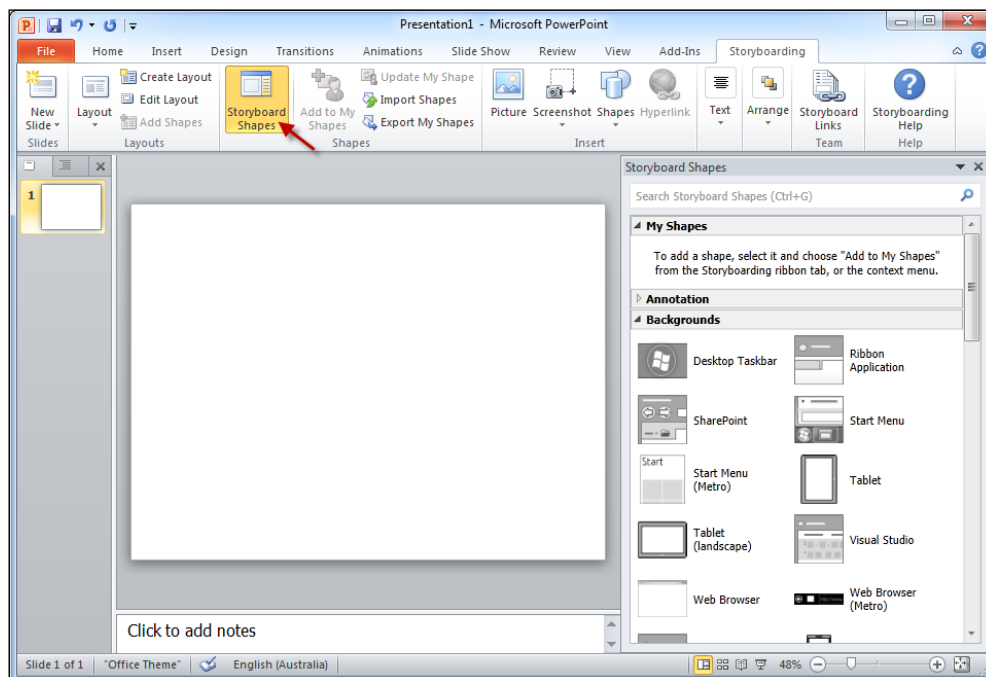 Presentation1 - Microsoft PowerPoint
File Home Insert Design Transitions Animations Slide Show Review View Add-Ins Storyboarding
New Slide
Slides
Layout
Create Layout
Edit Layout
Add Shapes
Layouts
Storyboard Shapes
Add to My Shapes
Update My Shape
Import Shapes
Export My Shapes
Shapes
Picture Screenshot Shapes Hyperlink
Insert
Text
Arrange
Storyboard Links
Team
Storyboarding Help
Help
1
Click to add notes
Storyboard Shapes
Search Storyboard Shapes (Ctrl+G)
My Shapes
To add a shape, select it and choose "Add to My Shapes"
from the Storyboarding ribbon tab, or the context menu.
Annotation
Backgrounds
Desktop Taskbar
Ribbon
Application
SharePoint
Start Menu
Start
Start Menu
(Metro)
Tablet
Tablet
(landscape)
Visual Studio
Web Browser
Web Browser
(Metro)
Slide 1 of 1 "Office Theme" English (Australia) 48%